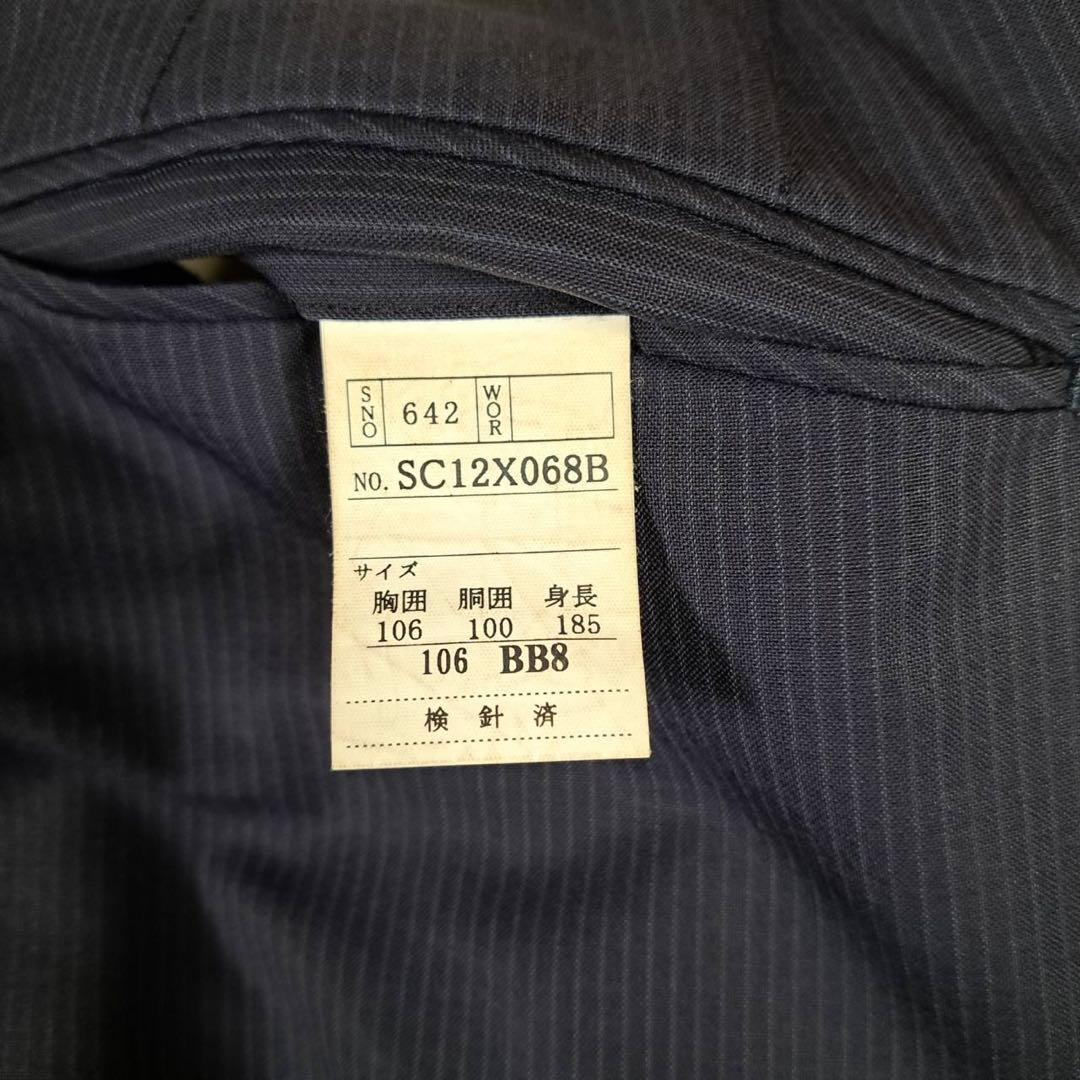 SNO 642 WOR
NO. SC12X068B
サイズ
胸囲 胴囲 身長
106 100 185
106 BB8
検針済